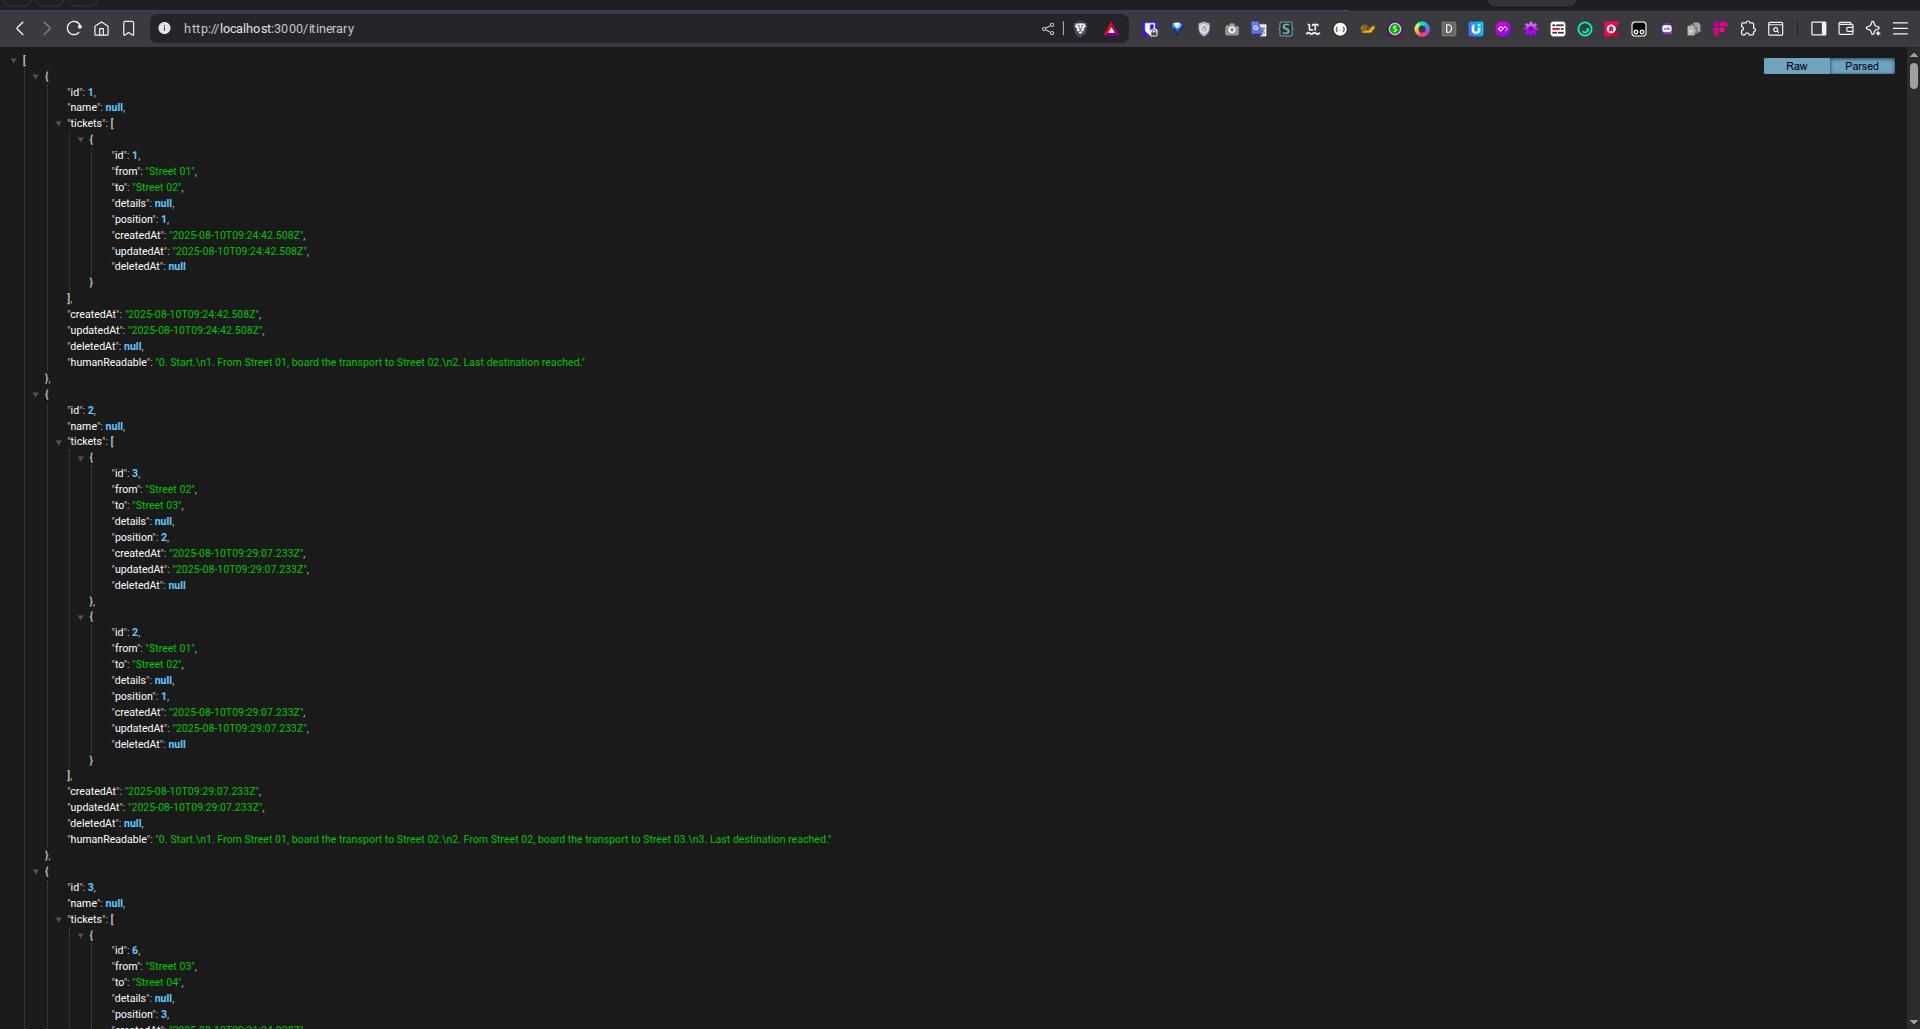 http://localhost:3000/itinerary
[
Raw Parsed
{
"id": 1,
"name": null,
"tickets": [
{
"id": 1,
"from": "Street 01",
"to": "Street 02",
"details": null,
"position": 1,
"createdAt": "2025-08-10T09:24:42.508Z",
"updatedAt": "2025-08-10T09:24:42.508Z",
"deletedAt": null
}
],
"createdAt": "2025-08-10T09:24:42.508Z",
"updatedAt": "2025-08-10T09:24:42.508Z",
"deletedAt": null,
"humanReadable": "0. Start.\n1. From Street 01, board the transport to Street 02.\n2. Last destination reached."
},
{
"id": 2,
"name": null,
"tickets": [
{
"id": 3,
"from": "Street 02",
"to": "Street 03",
"details": null,
"position": 2,
"createdAt": "2025-08-10T09:29:07.233Z",
"updatedAt": "2025-08-10T09:29:07.233Z",
"deletedAt": null
},
{
"id": 2,
"from": "Street 01",
"to": "Street 02",
"details": null,
"position": 1,
"createdAt": "2025-08-10T09:29:07.233Z",
"updatedAt": "2025-08-10T09:29:07.233Z",
"deletedAt": null
}
],
"createdAt": "2025-08-10T09:29:07.233Z",
"updatedAt": "2025-08-10T09:29:07.233Z",
"deletedAt": null,
"humanReadable": "0. Start.\n1. From Street 01, board the transport to Street 02.\n2. From Street 02, board the transport to Street 03.\n3. Last destination reached."
},
{
"id": 3,
"name": null,
"tickets": [
{
"id": 6,
"from": "Street 03",
"to": "Street 04",
"details": null,
"position": 3,